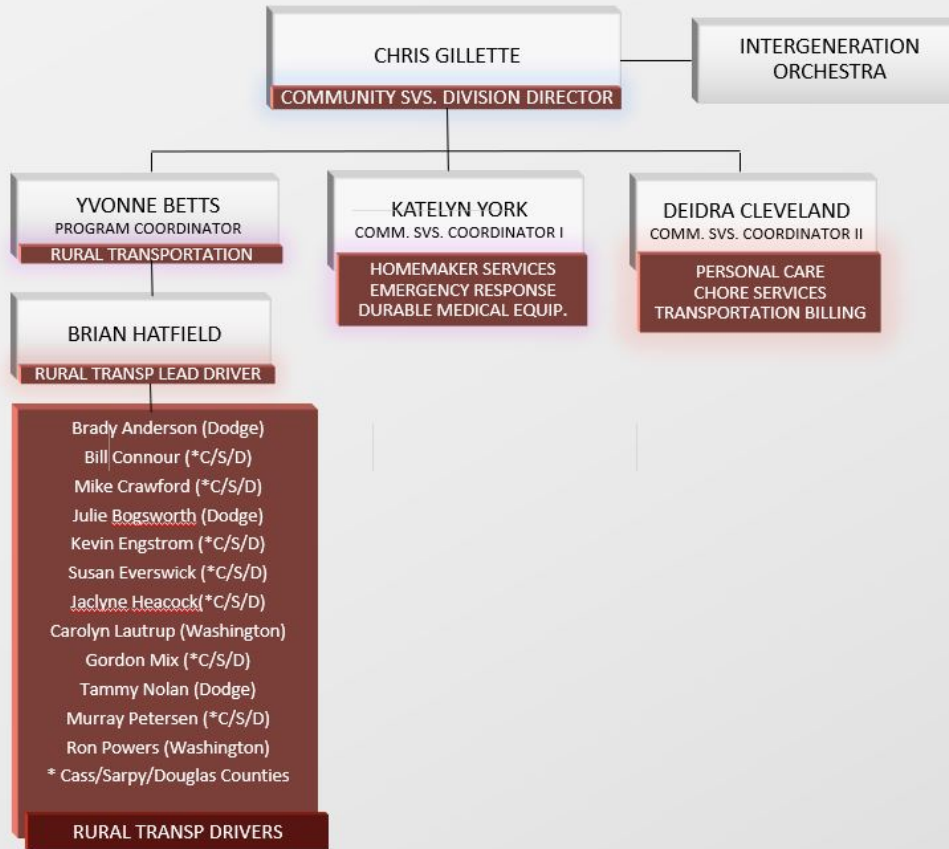 CHRIS GILLETTE
COMMUNITY SVS. DIVISION DIRECTOR
INTERGENERATION
ORCHESTRA
YVONNE BETTS
PROGRAM COORDINATOR
RURAL TRANSPORTATION
KATELYN YORK
COMM. SVS. COORDINATOR I
HOMEMAKER SERVICES
EMERGENCY RESPONSE
DURABLE MEDICAL EQUIP.
DEIDRA CLEVELAND
COMM. SVS. COORDINATOR II
PERSONAL CARE
CHORE SERVICES
TRANSPORTATION BILLING
BRIAN HATFIELD
RURAL TRANSP LEAD DRIVER
Brady Anderson (Dodge)
Bill Connour (*C/S/D)
Mike Crawford (*C/S/D)
Julie Bogsworth (Dodge)
Kevin Engstrom (*C/S/D)
Susan Everswick (*C/S/D)
Jaclyne Heacock(*C/S/D)
Carolyn Lautrup (Washington)
Gordon Mix (*C/S/D)
Tammy Nolan (Dodge)
Murray Petersen (*C/S/D)
Ron Powers (Washington)
* Cass/Sarpy/Douglas Counties
RURAL TRANSP DRIVERS